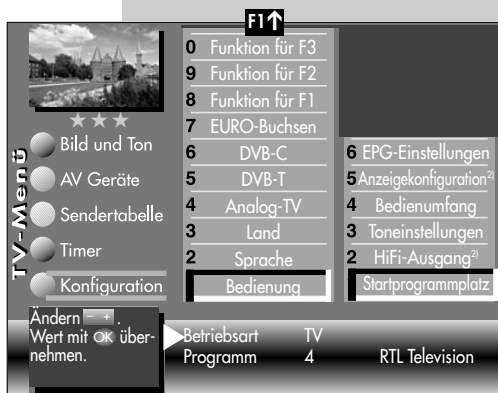 F1↑
0 Funktion für F3
9 Funktion für F2
8 Funktion für F1
7 EURO-Buchsen
6 DVB-C
5 DVB-T
4 Analog-TV
3 Land
2 Sprache
Bedienung
6 EPG-Einstellungen
5 Anzeigekonfiguration2)
4 Bedienumfang
3 Toneinstellungen
2 HiFi-Ausgang2)
Startprogrammplatz
TV-Menü
Bild und Ton
AV Geräte
Sendertabelle
Timer
Konfiguration
Ändern - + .
Wert mit OK über-
nehmen.
Betriebsart TV
Programm 4 RTL Television